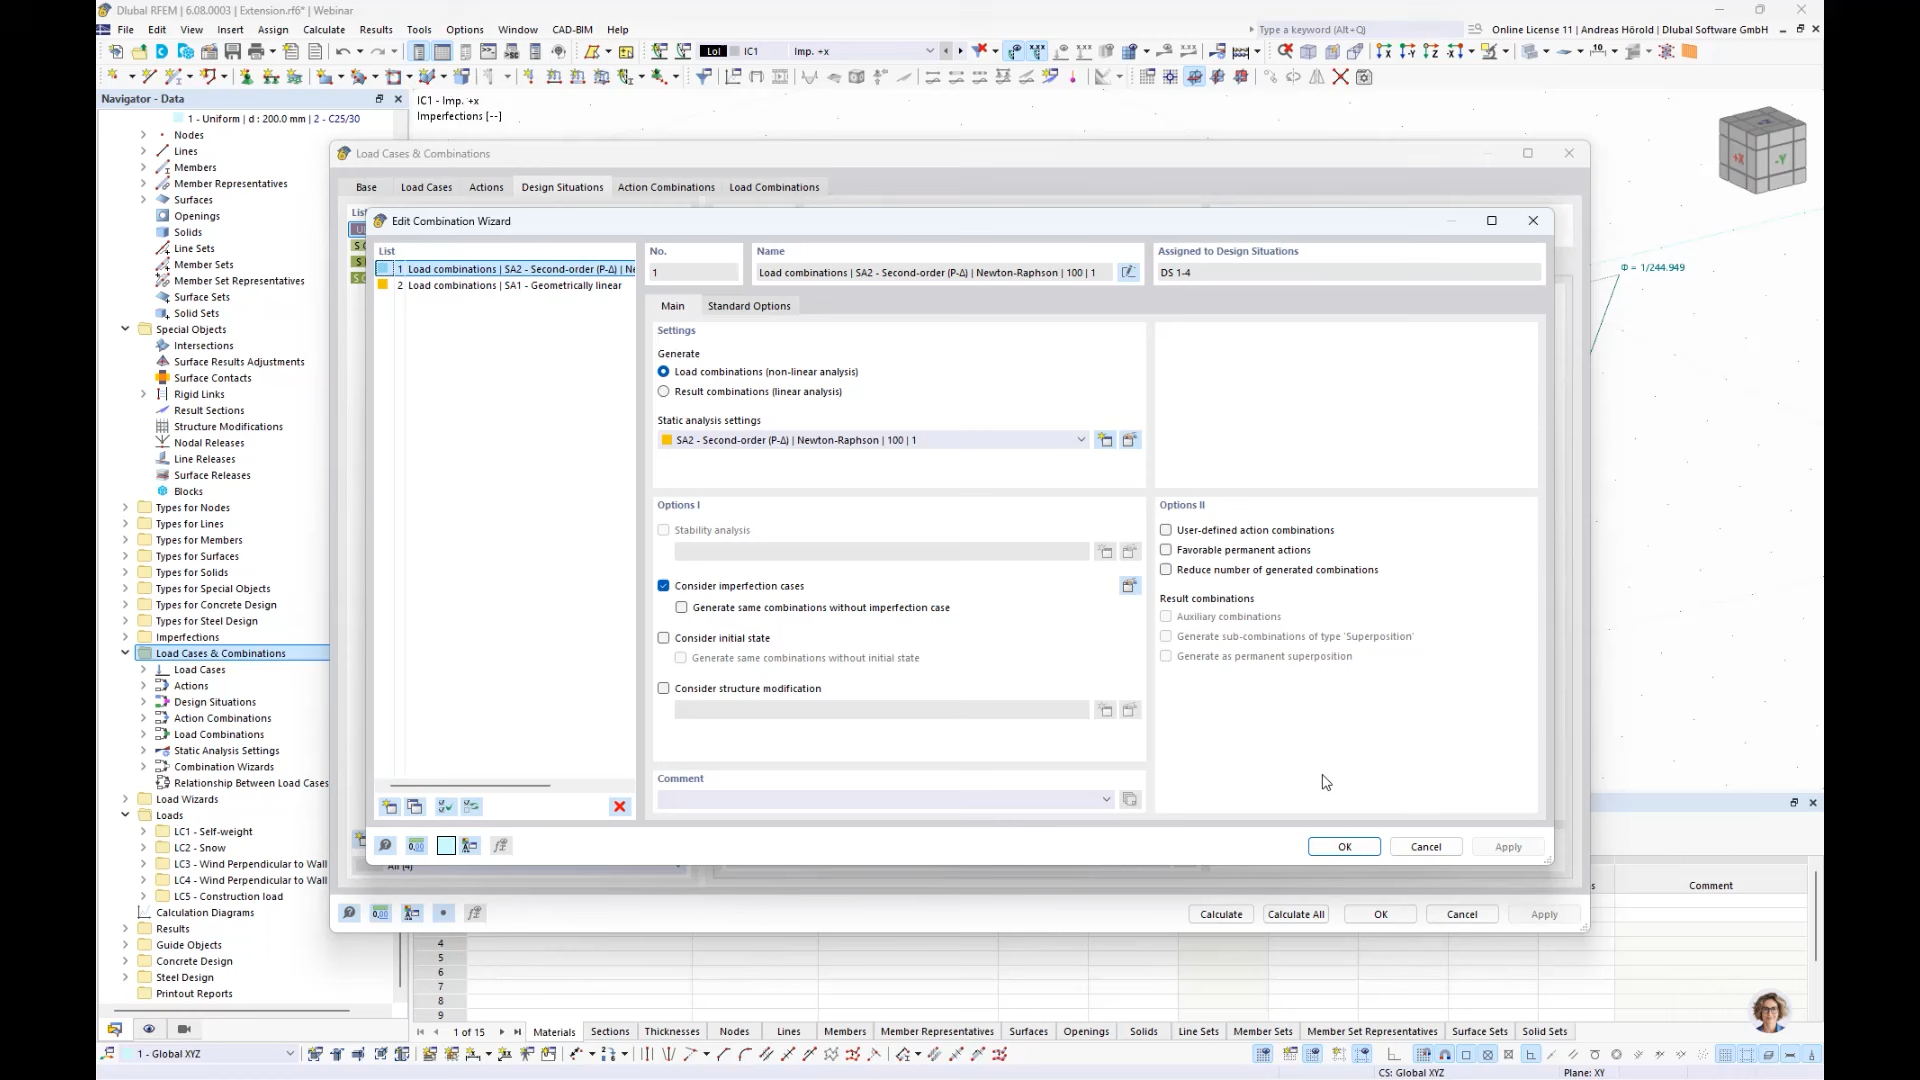 Dlubal RFEM | 6.08.0003 | Extension.rf6* | Webinar
File Edit View Insert Assign Calculate Results Tools Options Window CAD-BIM Help
Type a keyword (Alt+Q) Online License 11 | Andreas Hörold | Dlubal Software GmbH
LoI IC1 Imp. +x
Navigator - Data
1 - Uniform | d : 200.0 mm | 2 - C25/30
Nodes
Lines
Members
Member Representatives
Surfaces
Openings
Solids
Line Sets
Member Sets
Member Set Representatives
Surface Sets
Solid Sets
Special Objects
Intersections
Surface Results Adjustments
Surface Contacts
Rigid Links
Result Sections
Structure Modifications
Nodal Releases
Line Releases
Surface Releases
Blocks
Types for Nodes
Types for Lines
Types for Members
Types for Surfaces
Types for Solids
Types for Special Objects
Types for Concrete Design
Types for Steel Design
Imperfections
Load Cases & Combinations
Load Cases
Actions
Design Situations
Action Combinations
Load Combinations
Static Analysis Settings
Combination Wizards
Relationship Between Load Cases
Load Wizards
Loads
LC1 - Self-weight
LC2 - Snow
LC3 - Wind Perpendicular to Wall
LC4 - Wind Perpendicular to Wall
LC5 - Construction load
Calculation Diagrams
Results
Guide Objects
Concrete Design
Steel Design
Printout Reports
IC1 - Imp. +x
Imperfections [--]
+Z
+X
-Y
Φ = 1/244.949
Load Cases & Combinations
Base Load Cases Actions Design Situations Action Combinations Load Combinations
Edit Combination Wizard
List
1 Load combinations | SA2 - Second-order (P-Δ) | Ne
2 Load combinations | SA1 - Geometrically linear
No.
1
Name
Load combinations | SA2 - Second-order (P-Δ) | Newton-Raphson | 100 | 1
Assigned to Design Situations
DS 1-4
Main Standard Options
Settings
Generate
Load combinations (non-linear analysis)
Result combinations (linear analysis)
Static analysis settings
SA2 - Second-order (P-Δ) | Newton-Raphson | 100 | 1
Options I
Stability analysis
Consider imperfection cases
Generate same combinations without imperfection case
Consider initial state
Generate same combinations without initial state
Consider structure modification
Comment
Options II
User-defined action combinations
Favorable permanent actions
Reduce number of generated combinations
Result combinations
Auxiliary combinations
Generate sub-combinations of type 'Superposition'
Generate as permanent superposition
OK Cancel Apply
Calculate Calculate All OK Cancel Apply
Comment
4
5
6
7
8
9
1 of 15 Materials Sections Thicknesses Nodes Lines Members Member Representatives Surfaces Openings Solids Line Sets Member Sets Member Set Representatives Surface Sets Solid Sets
1 - Global XYZ
CS: Global XYZ Plane: XY